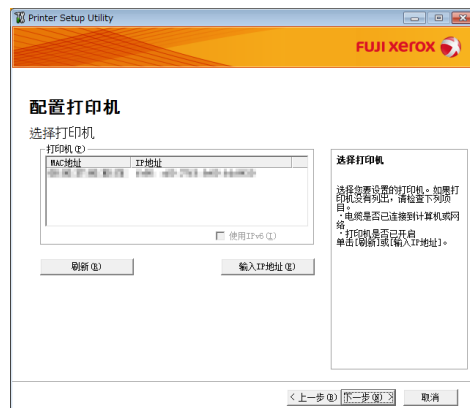 Printer Setup Utility
FUJI xerox
配置打印机
选择打印机
打印机(P)
MAC地址 IP地址
使用IPv6(I)
刷新(R)
输入IP地址(E)
选择打印机
选择您要设置的打印机。如果打
印机没有列出，请检查下列项
目。
·电缆是否已连接到计算机或网
络
·打印机是否已开启
单击[刷新]或[输入IP地址]。
<上一步(B)
下一步(N)>
取消